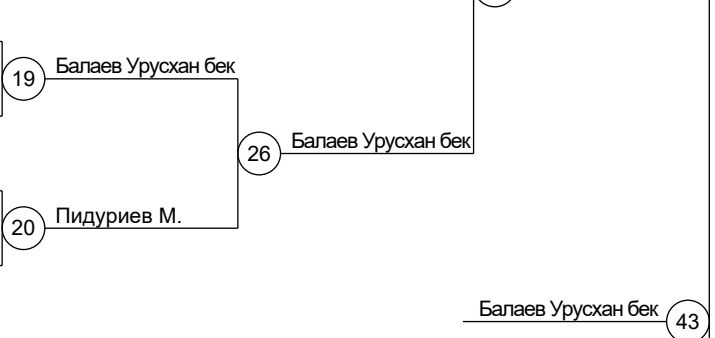 19 Балаев Урусхан бек
26 Балаев Урусхан бек
20 Пидуриев М.
Балаев Урусхан бек 43